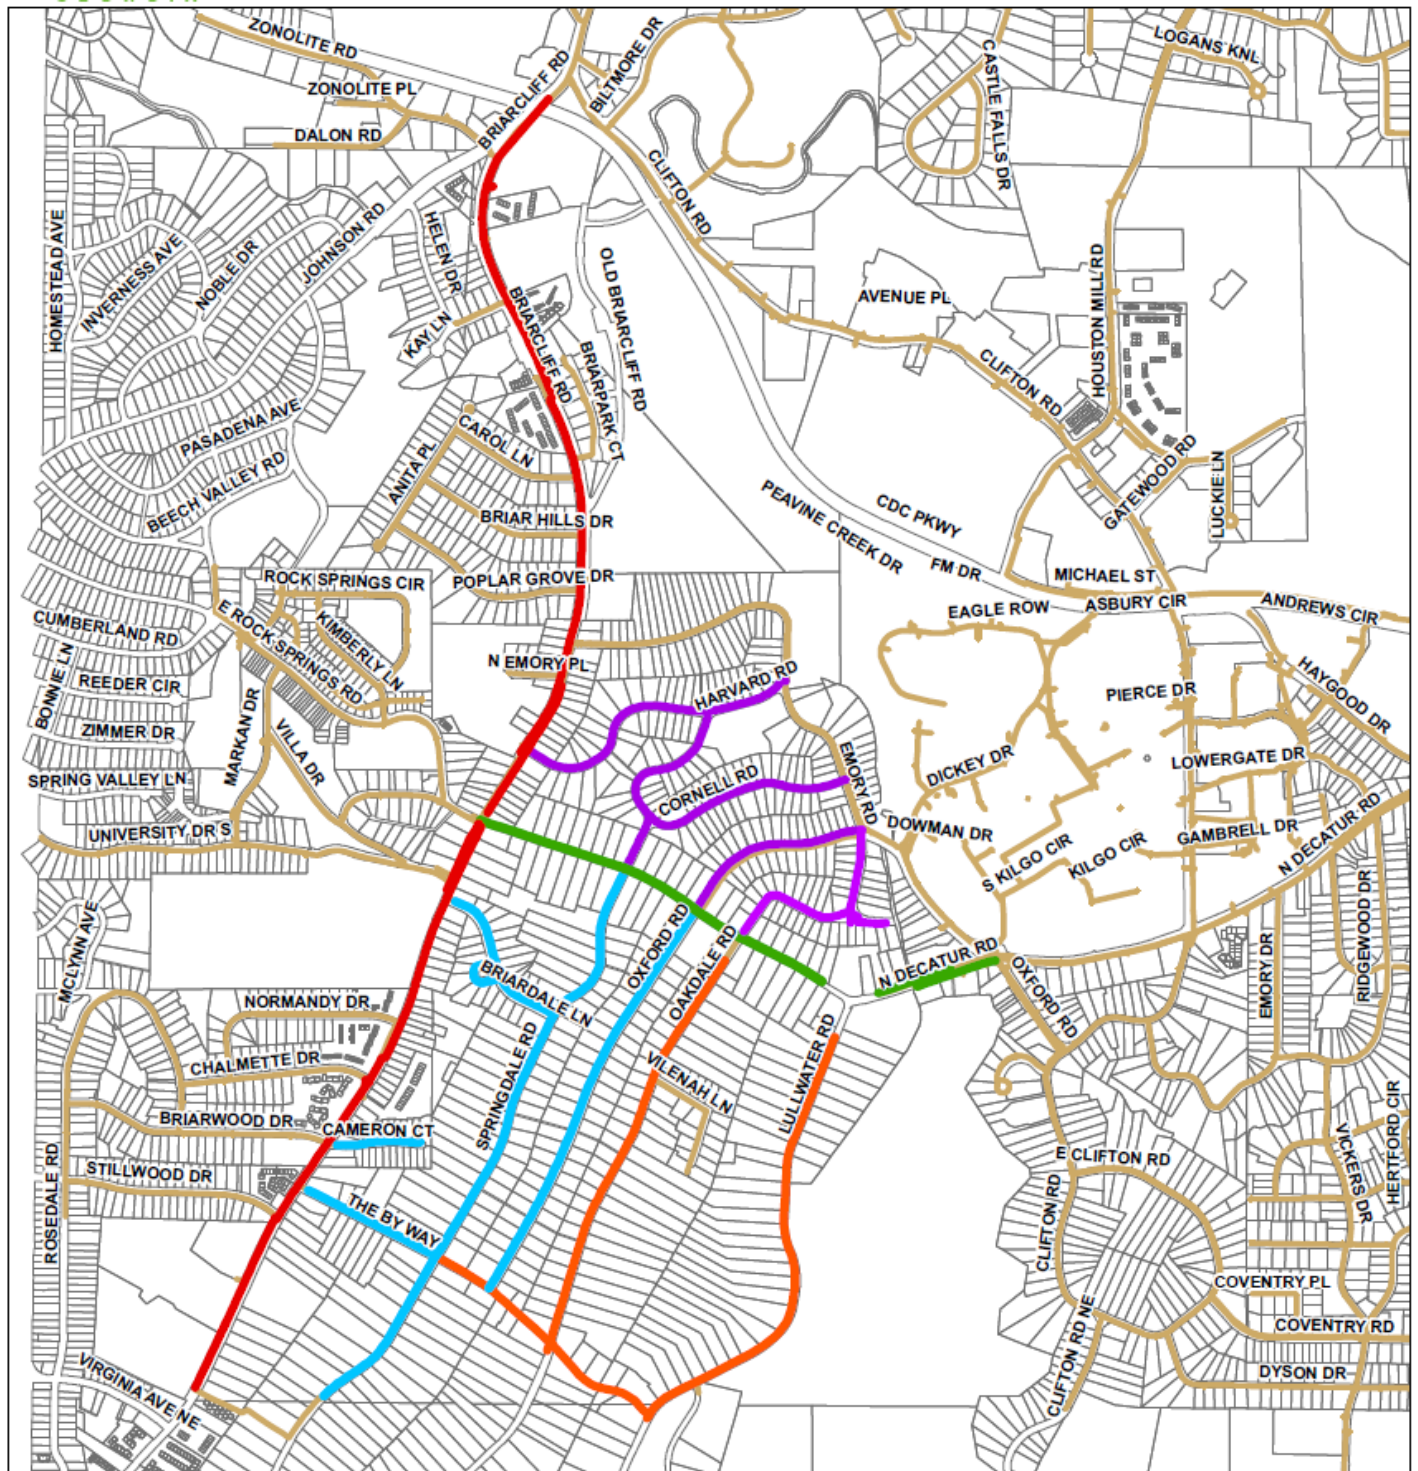 ZONOLITE RD
BRIARCLIFF RD
BILTMORE DR
CASTLE FALLS DR
LOGANS KNL
ZONOLITE PL
DALON RD
CLIFTON RD
HOMESTEAD AVE
INVERNESS AVE
NOBLE DR
JOHNSON RD
HELEN DR
KAY LN
BRIARCLIFF RD
OLD BRIARCLIFF RD
BRIARPARK CT
AVENUE PL
HOUSTON MILL RD
CLIFTON RD
PASADENA AVE
BEECH VALLEY RD
ANITA PL
CAROL LN
BRIAR HILLS DR
POPLAR GROVE DR
GATEWOOD RD
LUCKIE LN
PEAVINE CREEK DR
CDC PKWY
FM DR
MICHAEL ST
EAGLE ROW
ASBURY CIR
ANDREWS CIR
ROCK SPRINGS CIR
E ROCK SPRINGS RD
KIMBERLY LN
CUMBERLAND RD
BONNIE LN
REEDER CIR
ZIMMER DR
SPRING VALLEY LN
MARKAN DR
VILLA DR
UNIVERSITY DR S
N EMORY PL
HARVARD RD
CORNELL RD
EMORY RD
PIERCE DR
HAYGOOD DR
DICKEY DR
LOWERGATE DR
DOWMAN DR
S KILGO CIR
KILGO CIR
GAMBRELL DR
N DECATUR RD
MCLYNN AVE
NORMANDY DR
CHALMETTE DR
BRIARWOOD DR
CAMERON CT
STILLWOOD DR
ROSEDALE RD
THE BY WAY
BRIARDALE LN
SPRINGDALE RD
OXFORD RD
OAKDALE RD
VILENAH LN
LULLWATER RD
N DECATUR RD
OXFORD RD
EMORY DR
RIDGEWOOD DR
E CLIFTON RD
CLIFTON RD
VICKERS DR
HERTFORD CIR
COVENTRY PL
COVENTRY RD
DYSON DR
CLIFTON RD NE
VIRGINIA AVE NE